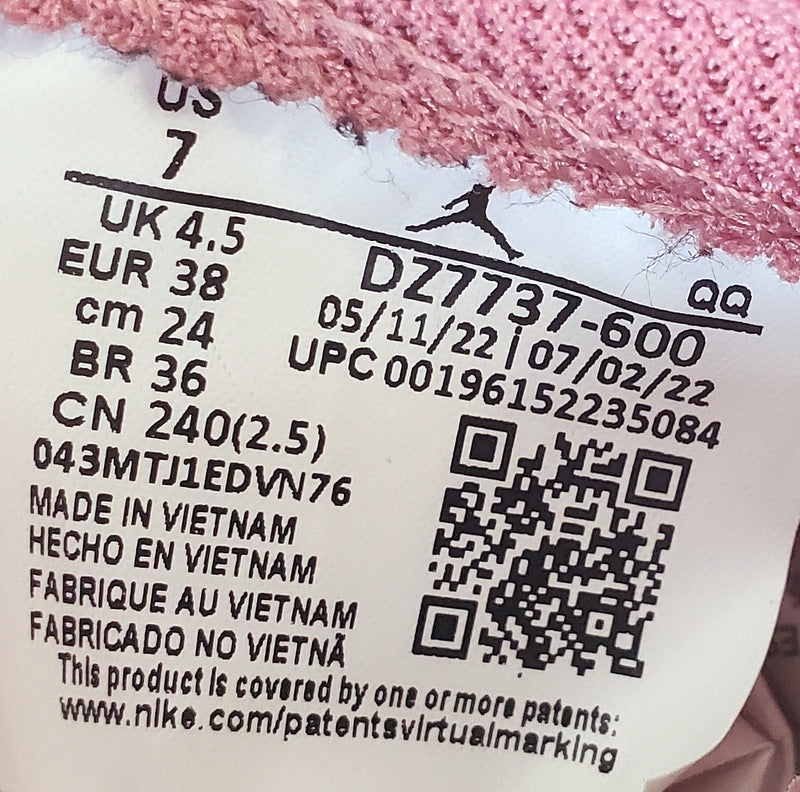 US
7
UK 4.5
EUR 38
cm 24
BR 36
CN 240(2.5)
043MTJ1EDVN76
MADE IN VIETNAM
HECHO EN VIETNAM
FABRIQUE AU VIETNAM
FABRICADO NO VIETNÃ
This product is covered by one or more patents:
www.nike.com/patentsvirtualmarking
QQ
DZ7737-600
05/11/22 | 07/02/22
UPC 00196152235084